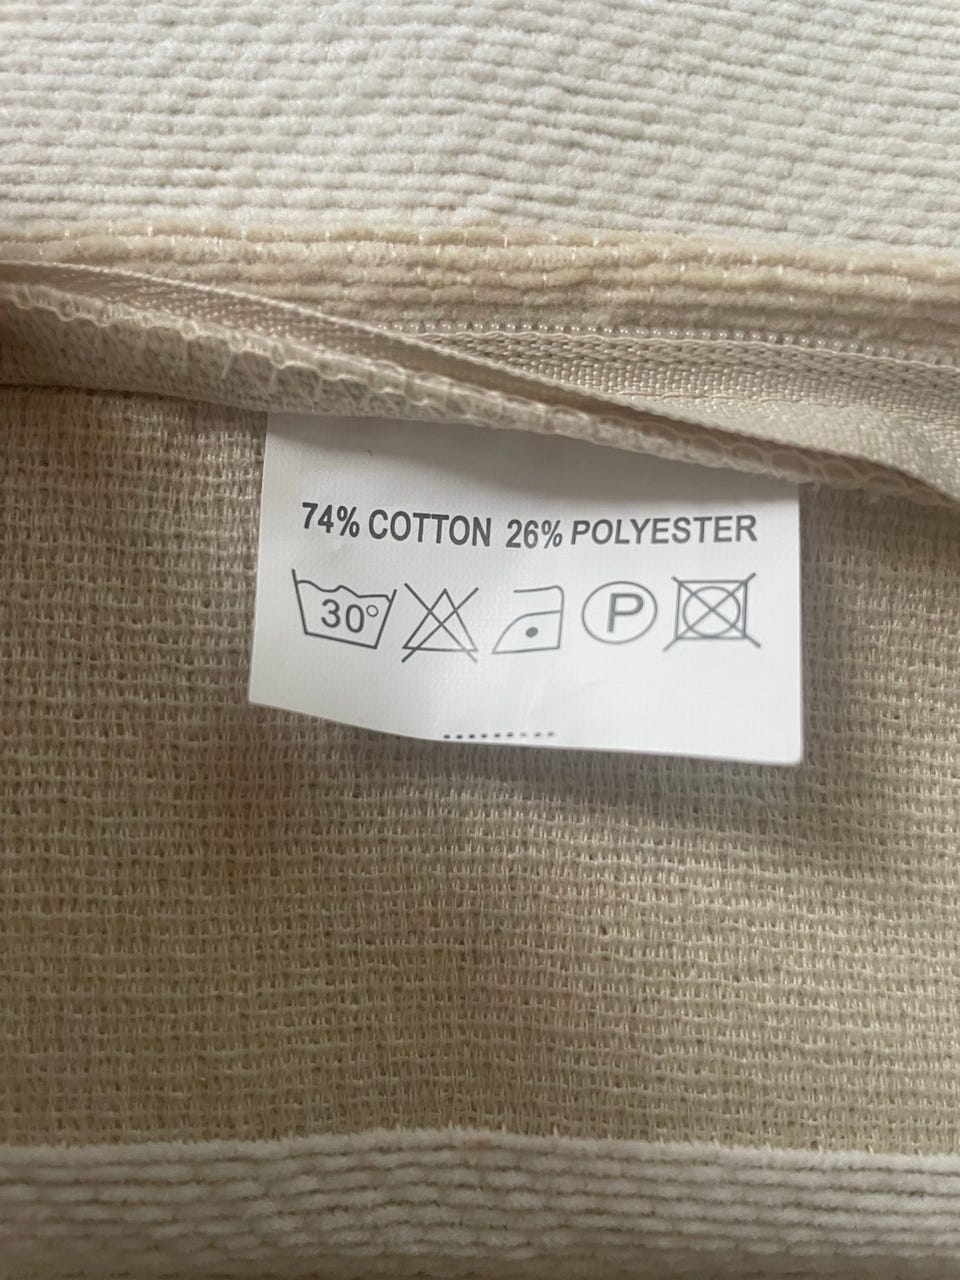 74% COTTON 26% POLYESTER
30° P